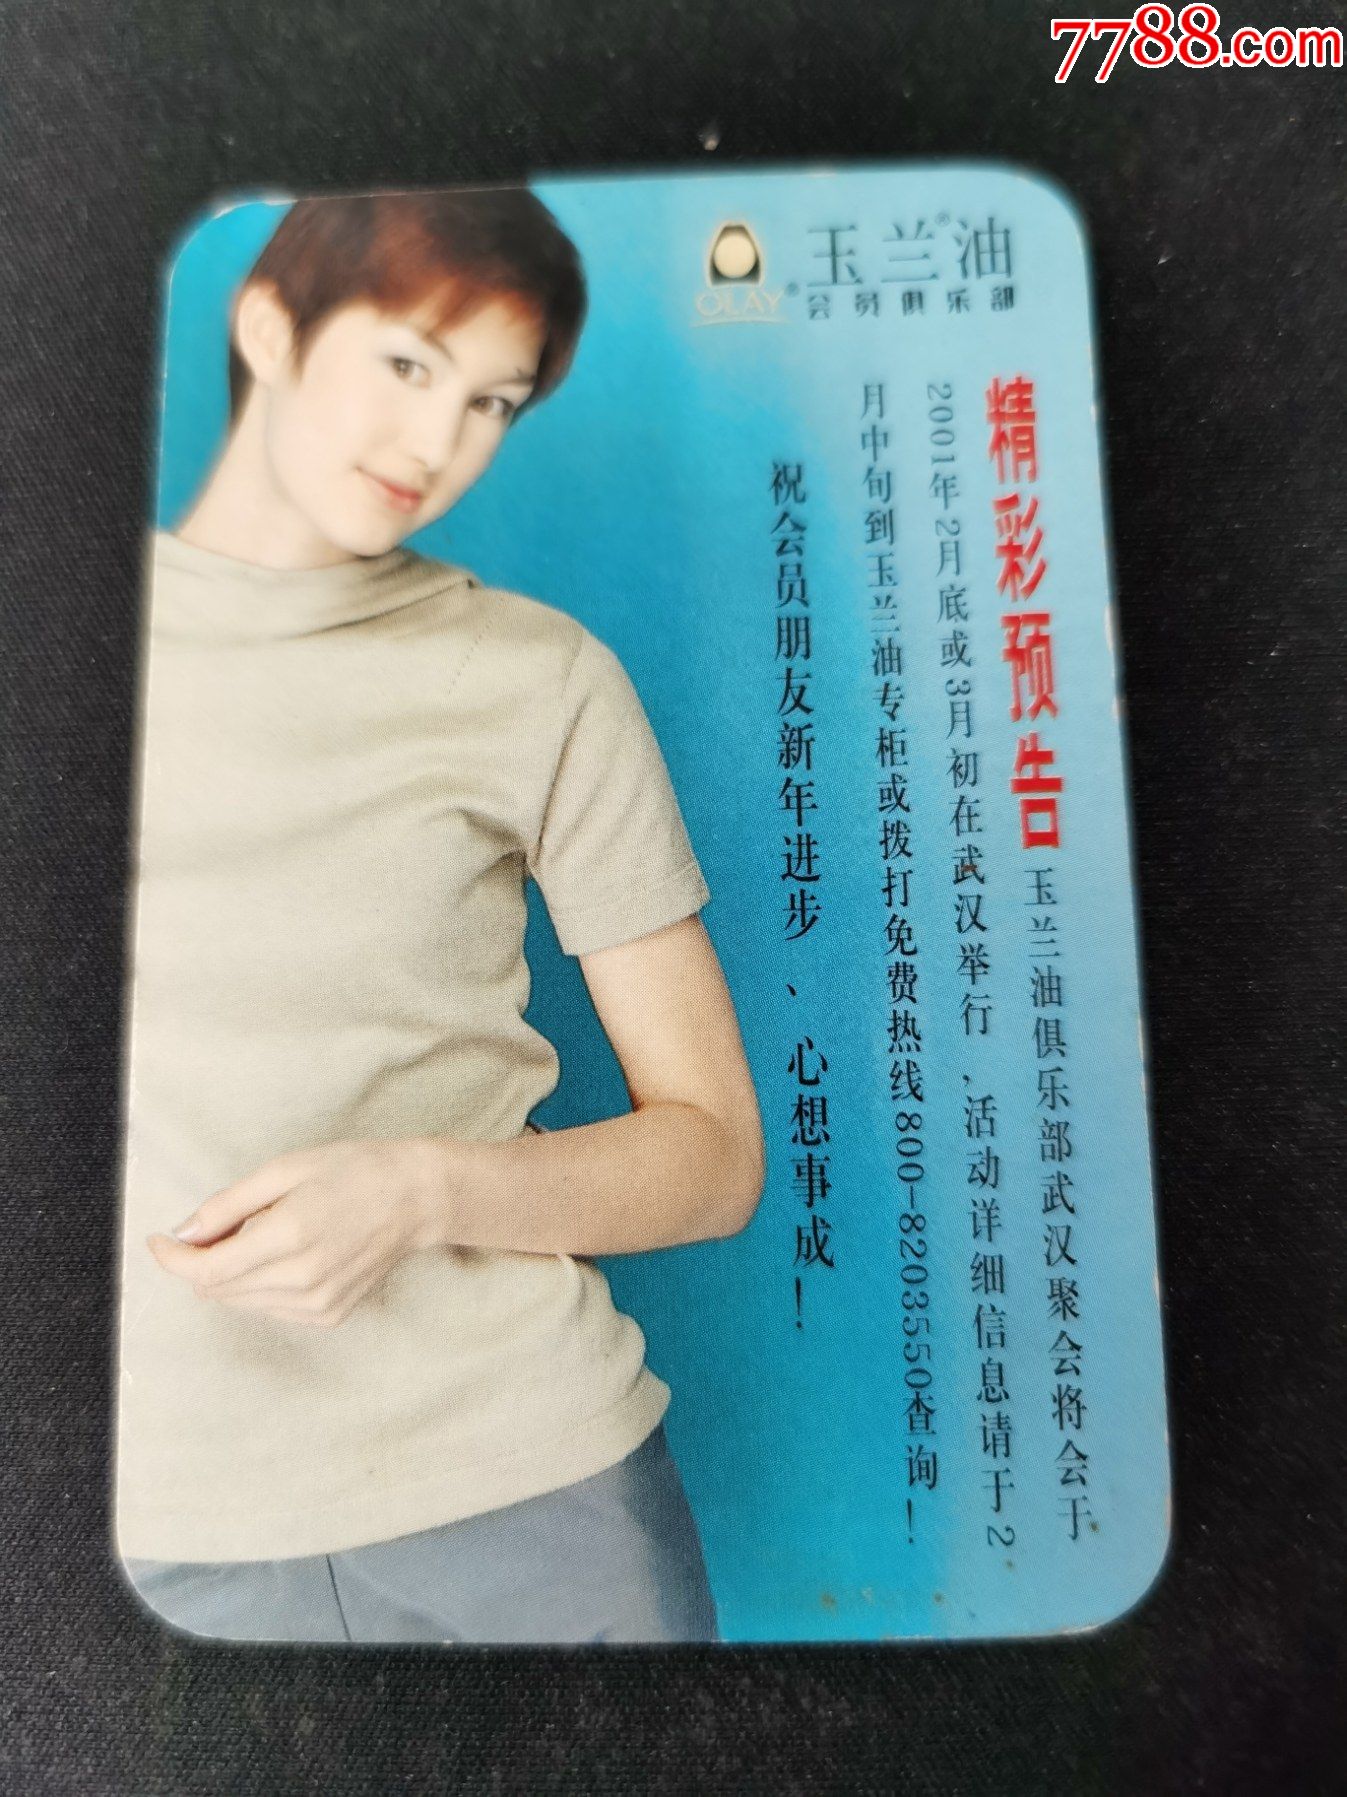 7788.com
OLAY®
玉兰®油
会员俱乐部
精彩预告 玉兰油俱乐部武汉聚会将会于
2001年2月底或3月初在武汉举行、活动详细信息请于2
月中旬到玉兰油专柜或拨打免费热线800-8203550查询！
祝会员朋友新年进步、心想事成！